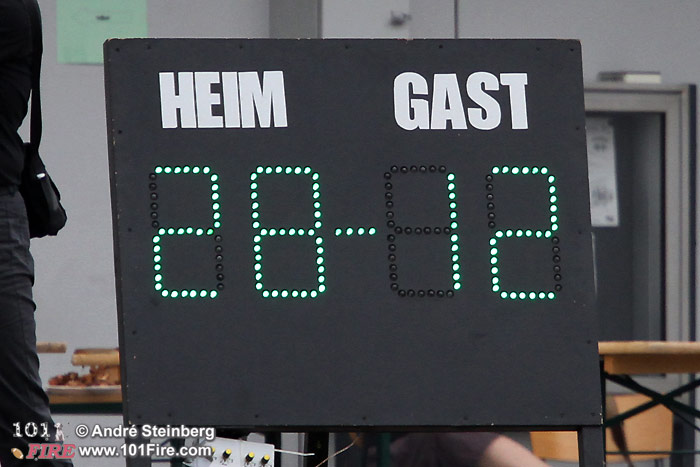 HEIM GAST
28-12
101
FIRE
© André Steinberg
www.101Fire.com